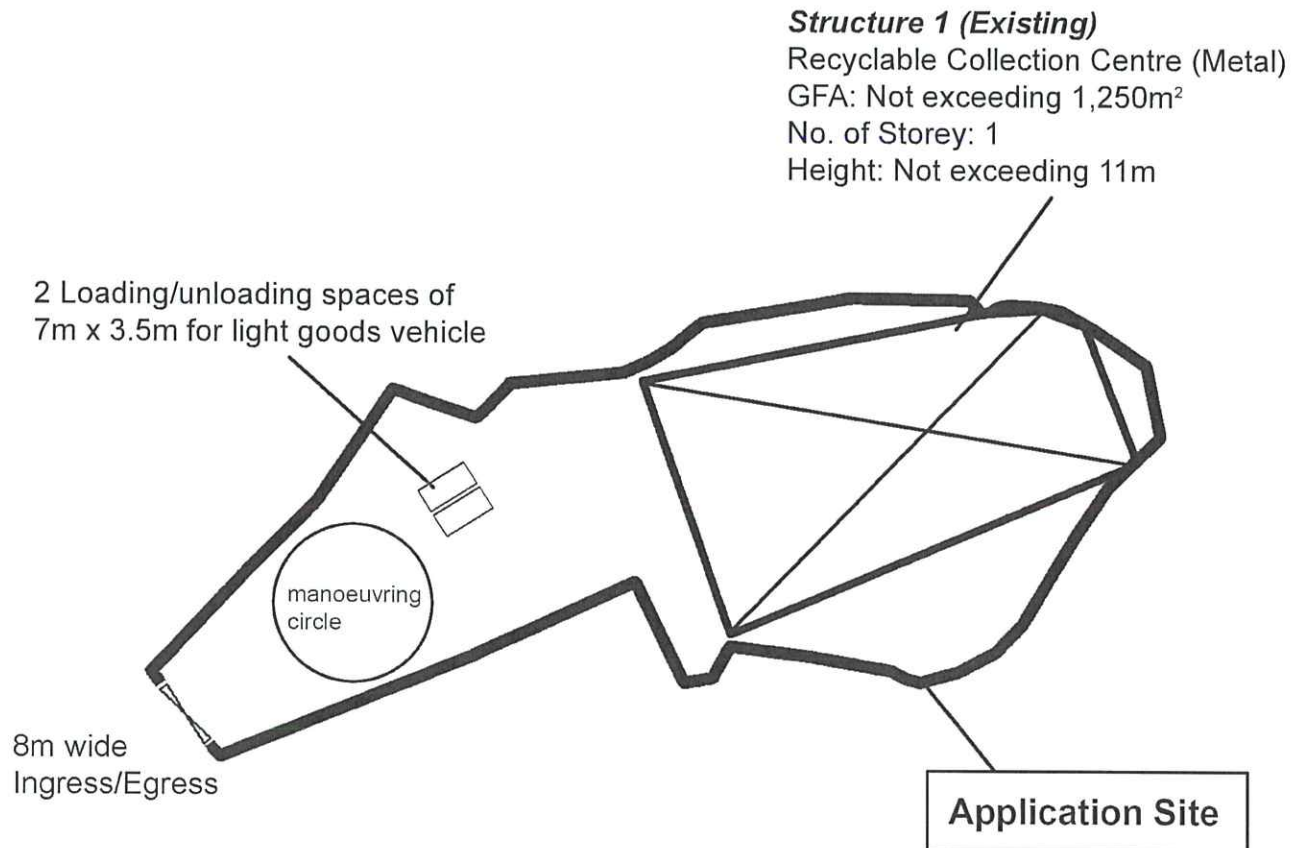 Structure 1 (Existing)
Recyclable Collection Centre (Metal)
GFA: Not exceeding 1,250m²
No. of Storey: 1
Height: Not exceeding 11m
2 Loading/unloading spaces of
7m x 3.5m for light goods vehicle
manoeuvring
circle
8m wide
Ingress/Egress
Application Site